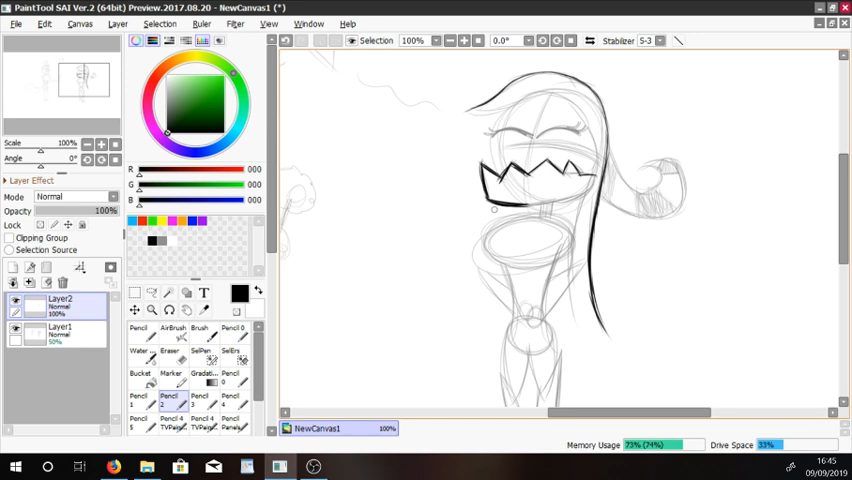 PaintTool SAI Ver.2 (64bit) Preview.2017.08.20 - NewCanvas1 (*)
File Edit Canvas Layer Selection Ruler Filter View Window Help
Selection 100% 0.0° Stabilizer S-3
Scale 100%
Angle 0°
Layer Effect
Mode Normal
Opacity 100%
Lock
Clipping Group
Selection Source
Layer2
Normal
100%
Layer1
Normal
50%
R 000
G 000
B 000
T
Pencil AirBrush Brush Pencil 0
Water ... Eraser SelPen SelErs
Bucket Marker Gradati... Pencil 0
Pencil 1 Pencil 2 Pencil 3 Pencil 4
Pencil 5 Pencil 4 TVPain... Pencil 4 TVPain... Pencil Panel...
NewCanvas1 100%
Memory Usage 73% (74%) Drive Space 33%
16:45
09/09/2019